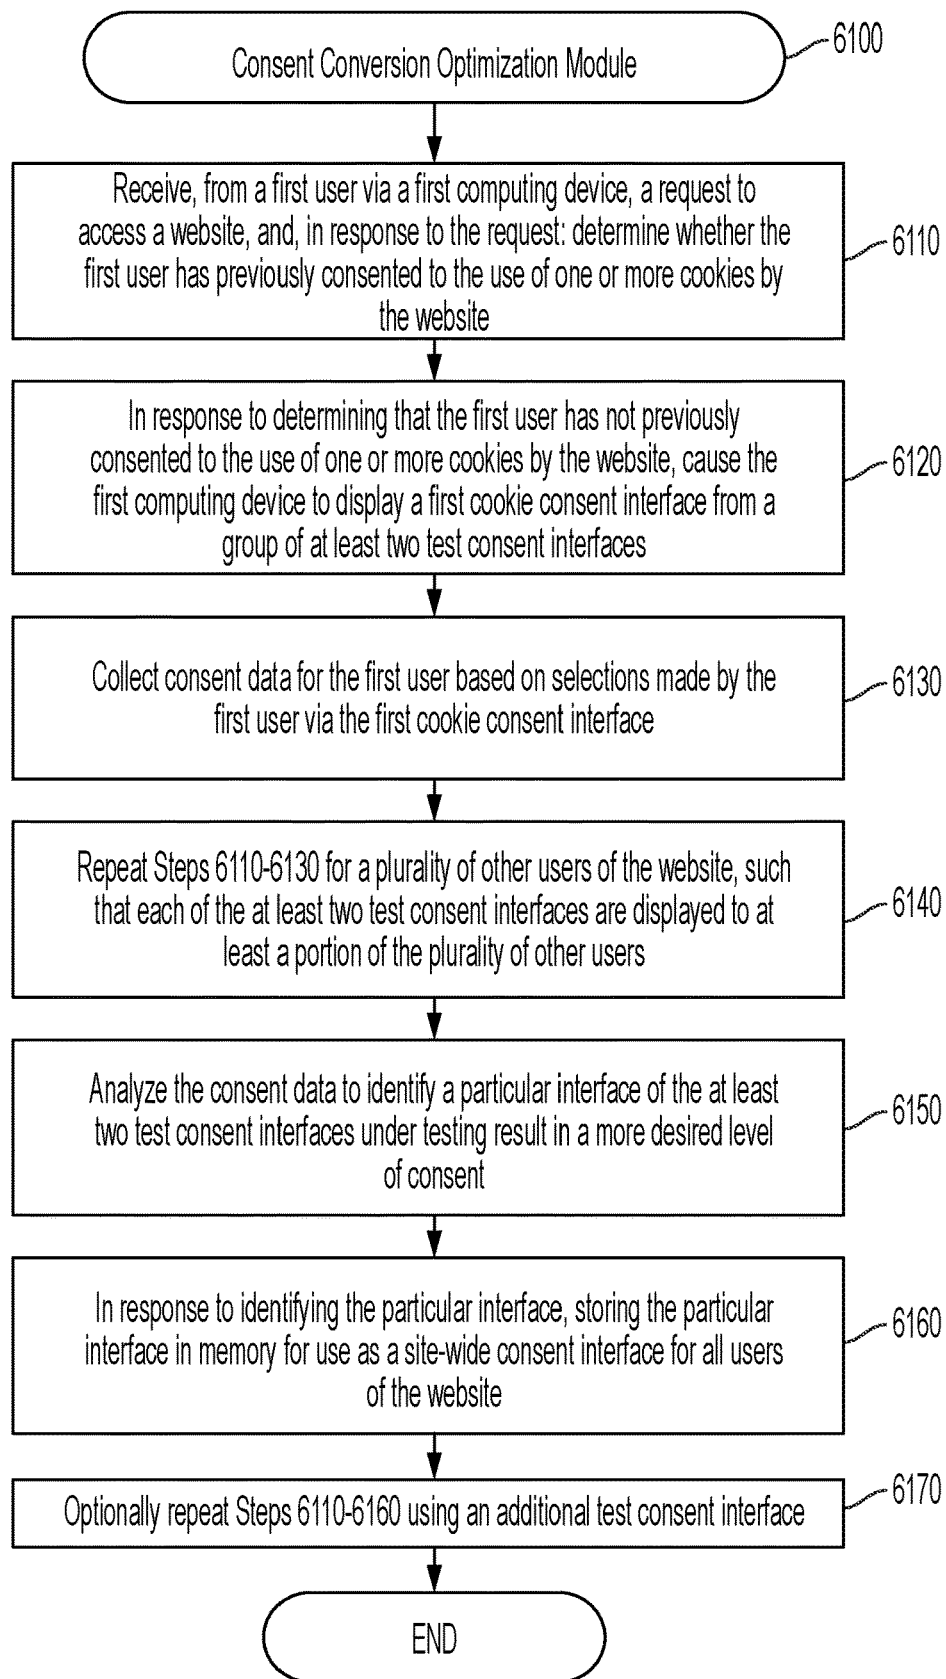 Consent Conversion Optimization Module
6100
Receive, from a first user via a first computing device, a request to
access a website, and, in response to the request: determine whether the
first user has previously consented to the use of one or more cookies by
the website
6110
In response to determining that the first user has not previously
consented to the use of one or more cookies by the website, cause the
first computing device to display a first cookie consent interface from a
group of at least two test consent interfaces
6120
Collect consent data for the first user based on selections made by the
first user via the first cookie consent interface
6130
Repeat Steps 6110-6130 for a plurality of other users of the website, such
that each of the at least two test consent interfaces are displayed to at
least a portion of the plurality of other users
6140
Analyze the consent data to identify a particular interface of the at least
two test consent interfaces under testing result in a more desired level
of consent
6150
In response to identifying the particular interface, storing the particular
interface in memory for use as a site-wide consent interface for all users
of the website
6160
Optionally repeat Steps 6110-6160 using an additional test consent interface
6170
END